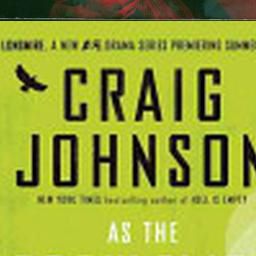 LONGMIRE, A NEW A&E DRAMA SERIES PREMIERING SUMMER
CRAIG
JOHNSON
NEW YORK TIMES bestselling author of HELL IS EMPTY
AS THE